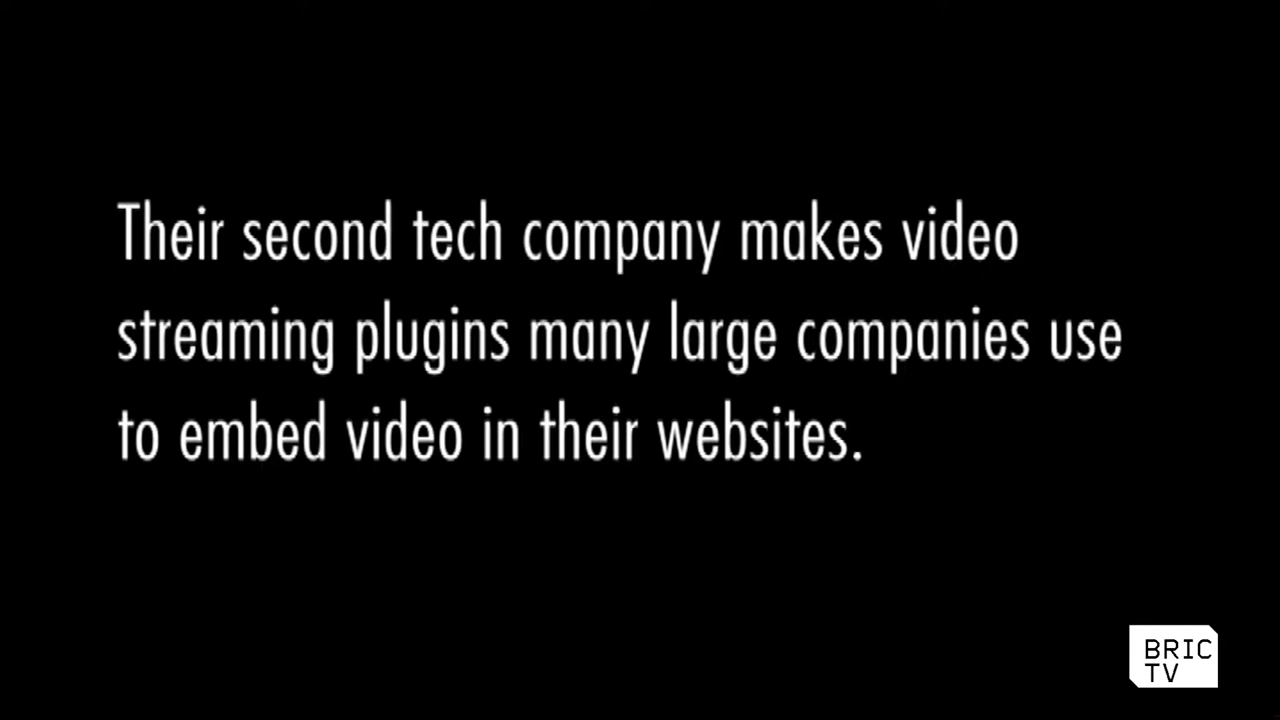 Their second tech company makes video
streaming plugins many large companies use
to embed video in their websites.
BRIC
TV